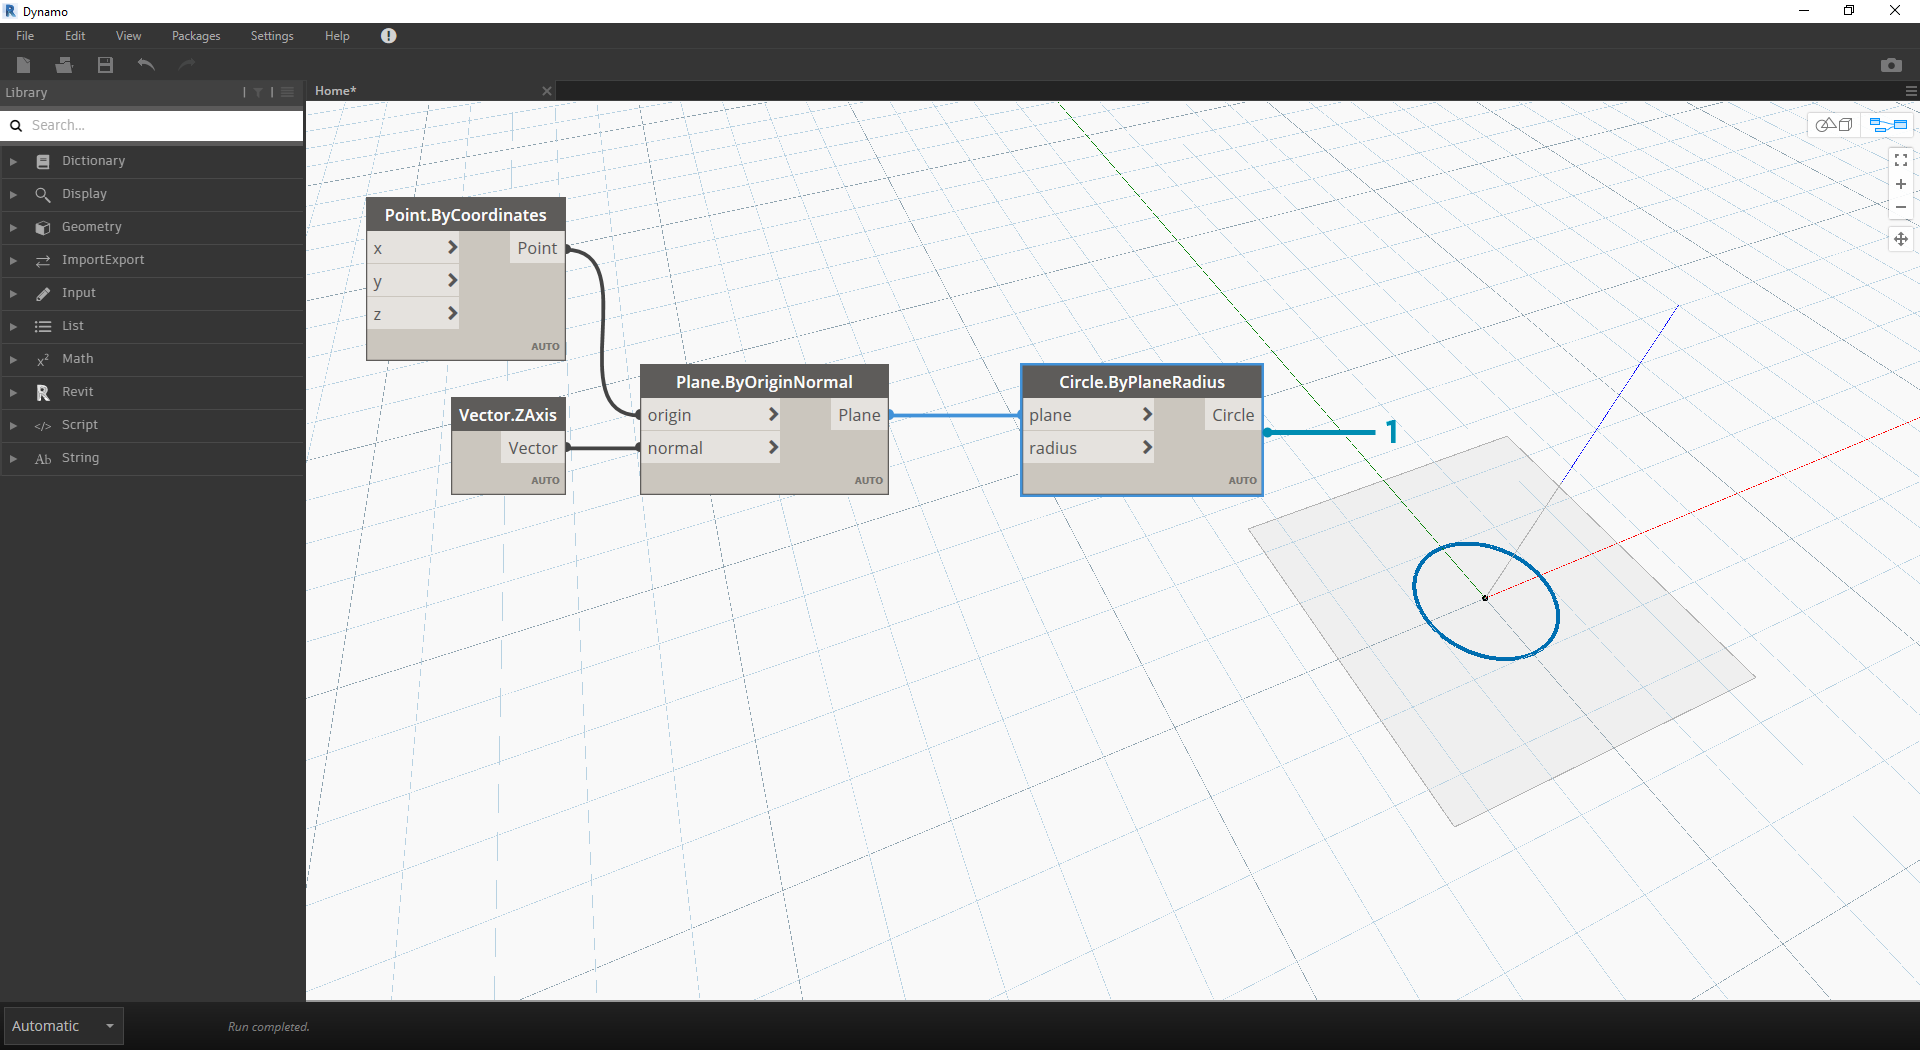 Dynamo
File Edit View Packages Settings Help
Library
Home*
Search...
Dictionary
Display
Geometry
ImportExport
Input
List
Math
Revit
Script
String
Point.ByCoordinates
x Point
y
z
AUTO
Vector.ZAxis
Vector
AUTO
Plane.ByOriginNormal
origin Plane
normal
AUTO
Circle.ByPlaneRadius
plane Circle
radius
AUTO
1
Automatic
Run completed.